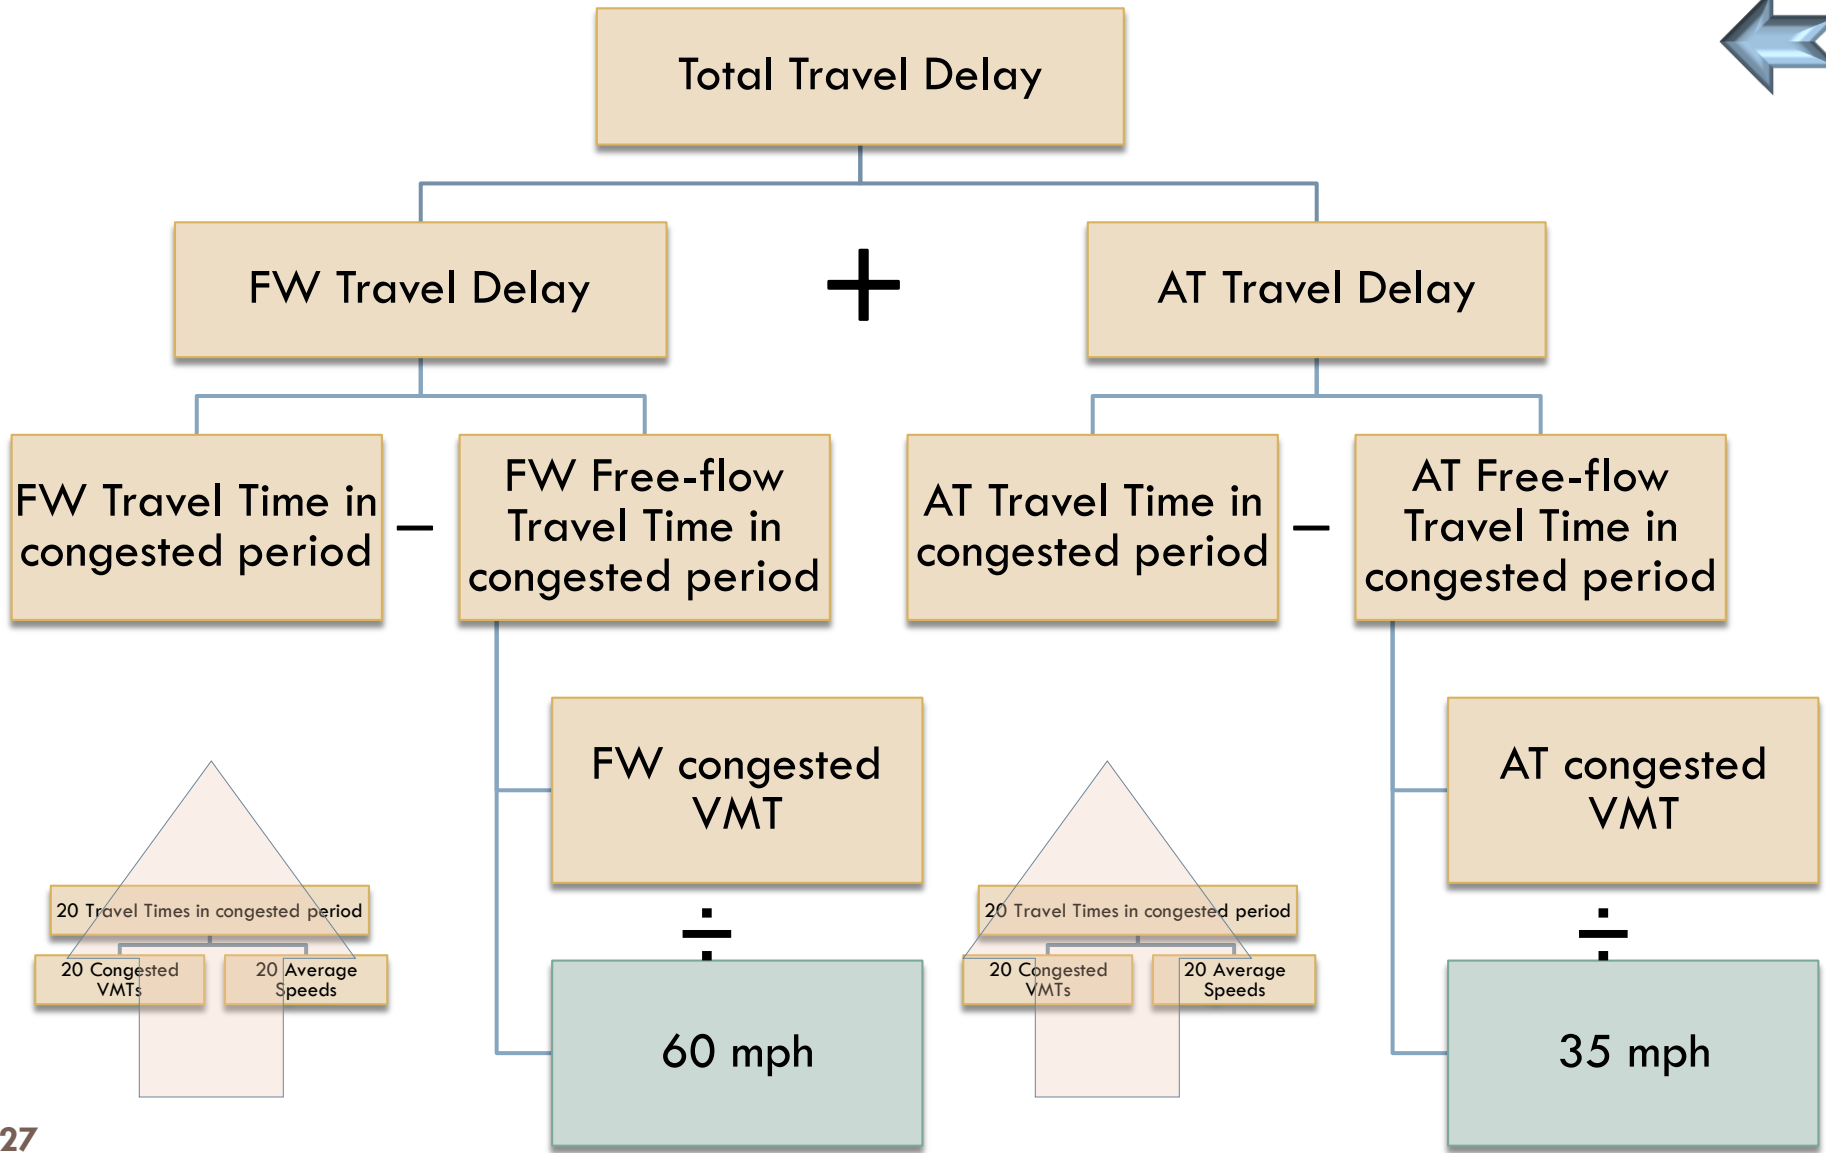 Total Travel Delay
FW Travel Delay
+
AT Travel Delay
FW Travel Time in
congested period
–
FW Free-flow
Travel Time in
congested period
AT Travel Time in
congested period
–
AT Free-flow
Travel Time in
congested period
FW congested
VMT
÷
60 mph
AT congested
VMT
÷
35 mph
20 Travel Times in congested period
20 Congested
VMTs
20 Average
Speeds
20 Travel Times in congested period
20 Congested
VMTs
20 Average
Speeds
27